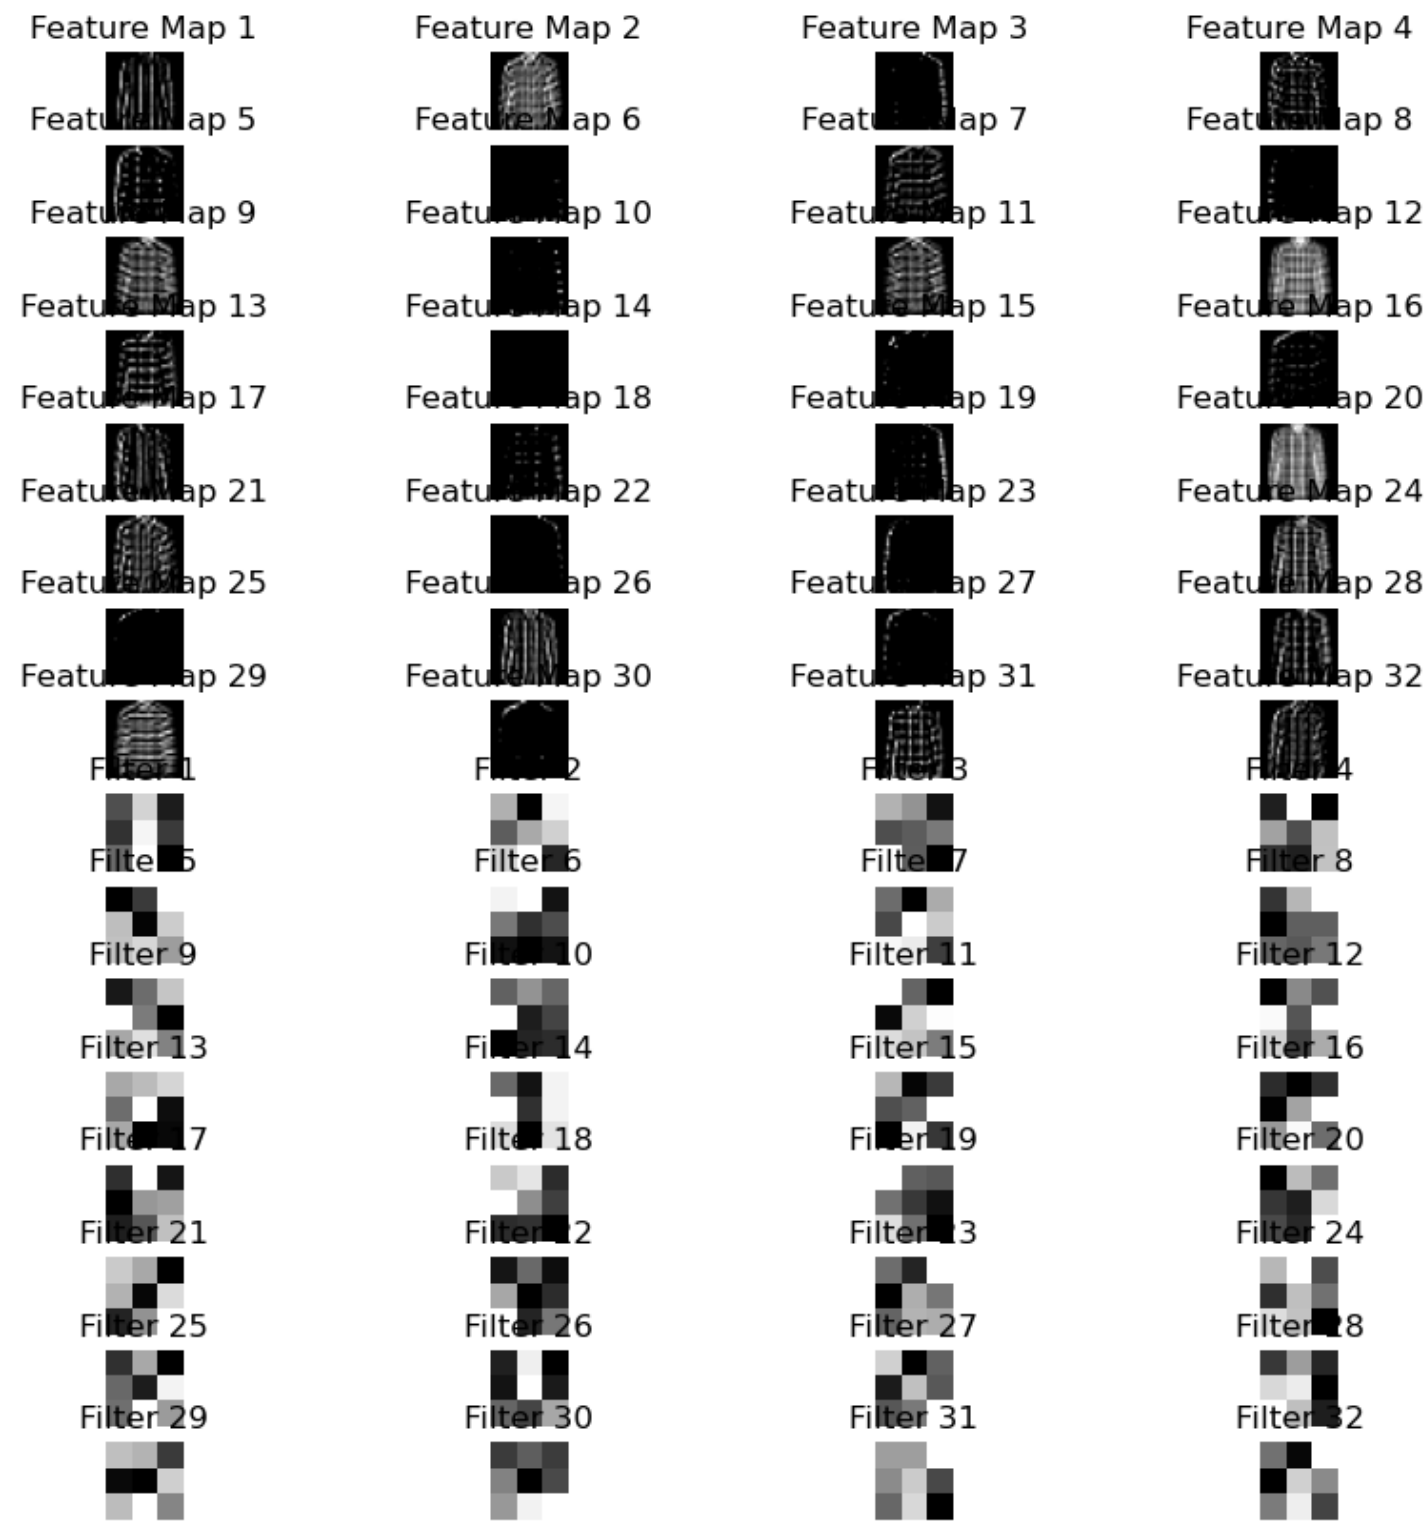 Feature Map 1 Feature Map 2 Feature Map 3 Feature Map 4
Feature Map 5 Feature Map 6 Feature Map 7 Feature Map 8
Feature Map 9 Feature Map 10 Feature Map 11 Feature Map 12
Feature Map 13 Feature Map 14 Feature Map 15 Feature Map 16
Feature Map 17 Feature Map 18 Feature Map 19 Feature Map 20
Feature Map 21 Feature Map 22 Feature Map 23 Feature Map 24
Feature Map 25 Feature Map 26 Feature Map 27 Feature Map 28
Feature Map 29 Feature Map 30 Feature Map 31 Feature Map 32
Filter 1 Filter 2 Filter 3 Filter 4
Filter 5 Filter 6 Filter 7 Filter 8
Filter 9 Filter 10 Filter 11 Filter 12
Filter 13 Filter 14 Filter 15 Filter 16
Filter 17 Filter 18 Filter 19 Filter 20
Filter 21 Filter 22 Filter 23 Filter 24
Filter 25 Filter 26 Filter 27 Filter 28
Filter 29 Filter 30 Filter 31 Filter 32